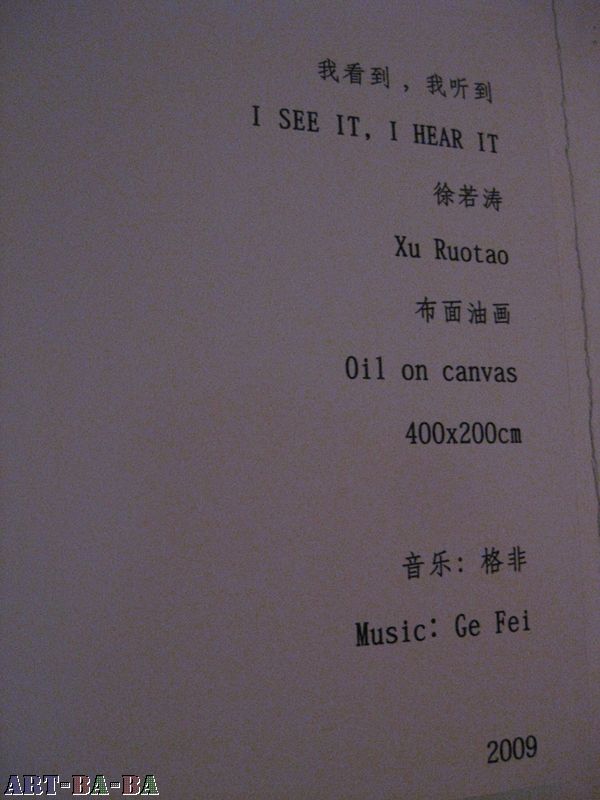 我看到，我听到
I SEE IT, I HEAR IT
徐若涛
Xu Ruotao
布面油画
Oil on canvas
400x200cm
音乐: 格非
Music: Ge Fei
2009
ART-BA-BA